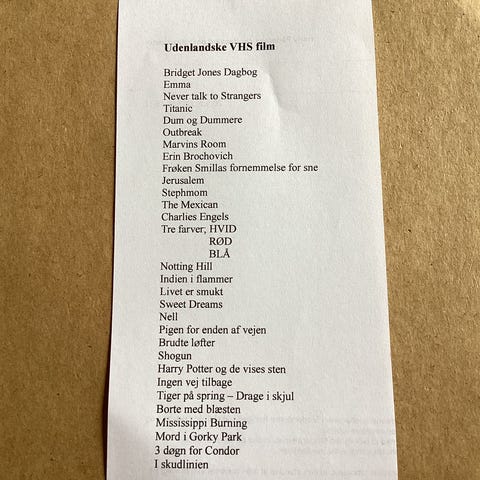 Udenlandske VHS film
Bridget Jones Dagbog
Emma
Never talk to Strangers
Titanic
Dum og Dummere
Outbreak
Marvins Room
Erin Brochovich
Frøken Smillas fornemmelse for sne
Jerusalem
Stephmom
The Mexican
Charlies Engels
Tre farver; HVID
RØD
BLÅ
Notting Hill
Indien i flammer
Livet er smukt
Sweet Dreams
Nell
Pigen for enden af vejen
Brudte løfter
Shogun
Harry Potter og de vises sten
Ingen vej tilbage
Tiger på spring – Drage i skjul
Borte med blæsten
Mississippi Burning
Mord i Gorky Park
3 døgn for Condor
I skudlinien